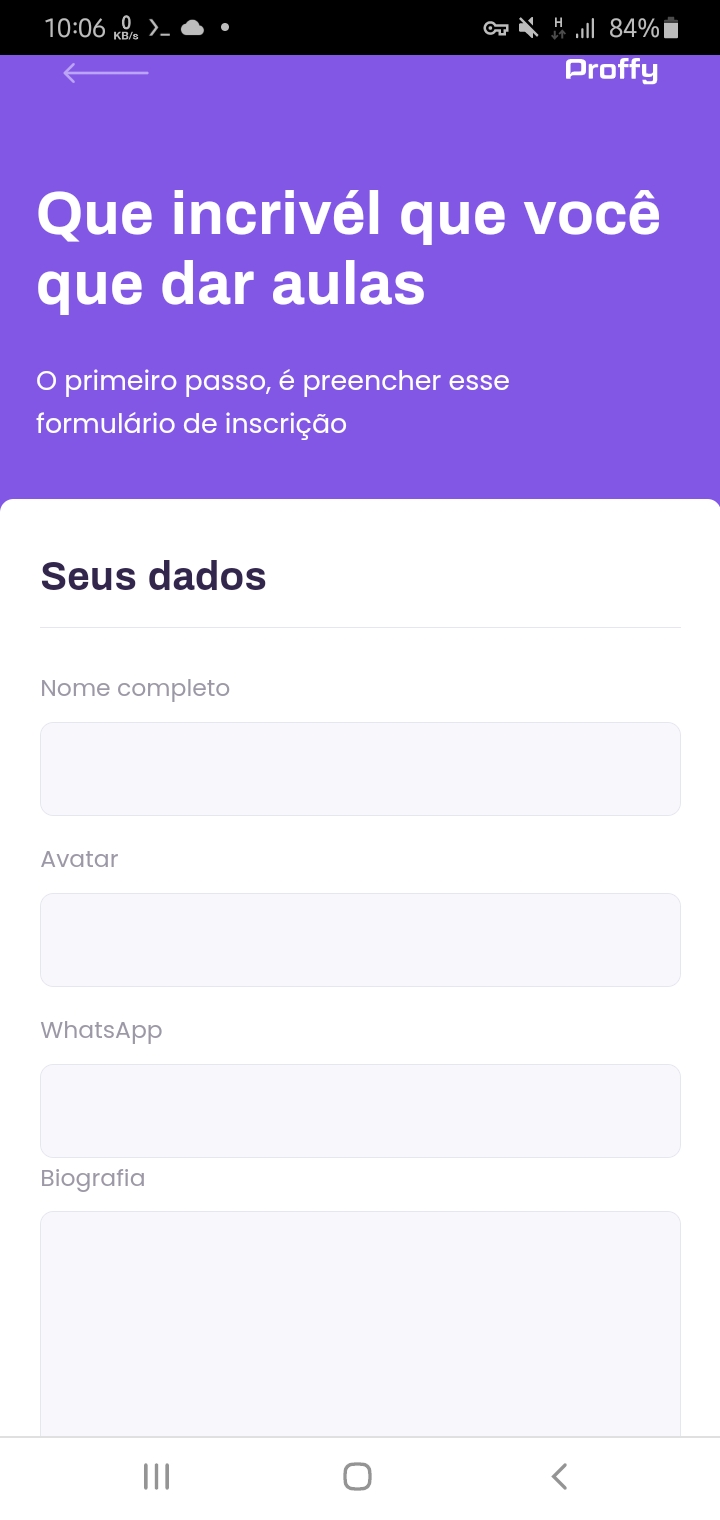 10:06 0 KB/s H 84%
Proffy
Que incrivél que você
que dar aulas
O primeiro passo, é preencher esse
formulário de inscrição
Seus dados
Nome completo
Avatar
WhatsApp
Biografia